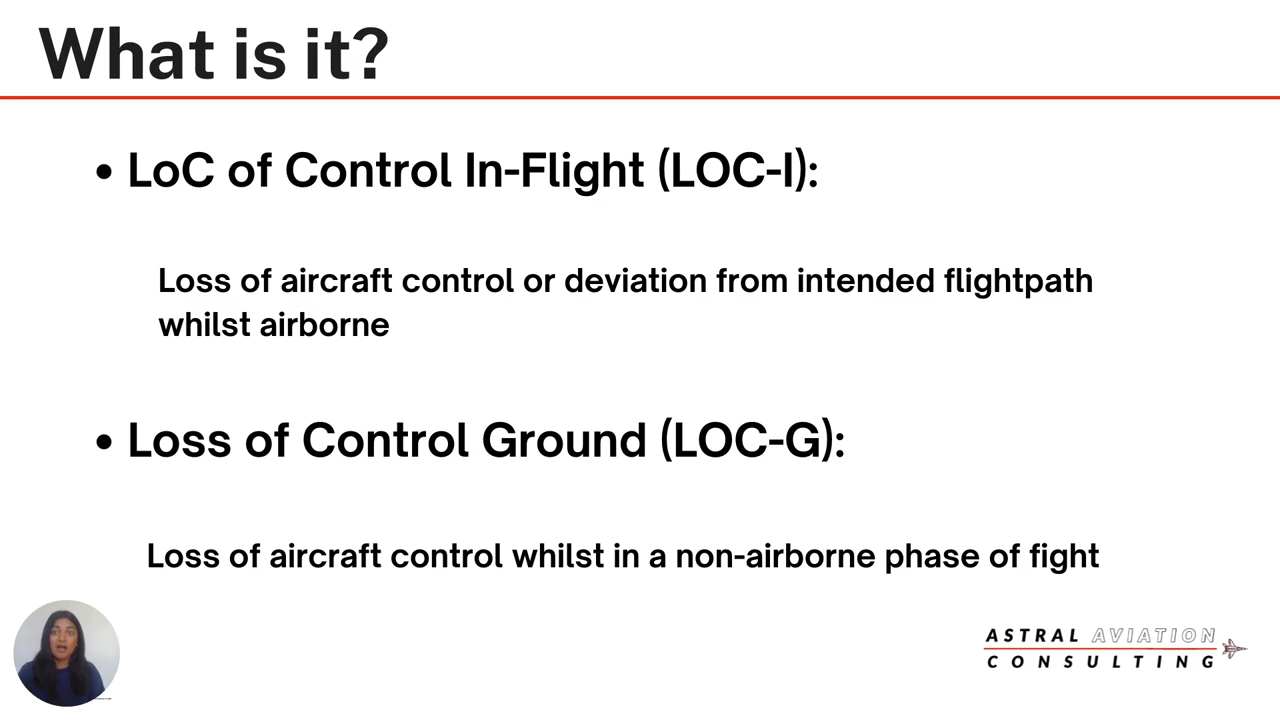 What is it?
• LoC of Control In-Flight (LOC-I):
Loss of aircraft control or deviation from intended flightpath
whilst airborne
• Loss of Control Ground (LOC-G):
Loss of aircraft control whilst in a non-airborne phase of fight
ASTRAL AVIATION
CONSULTING